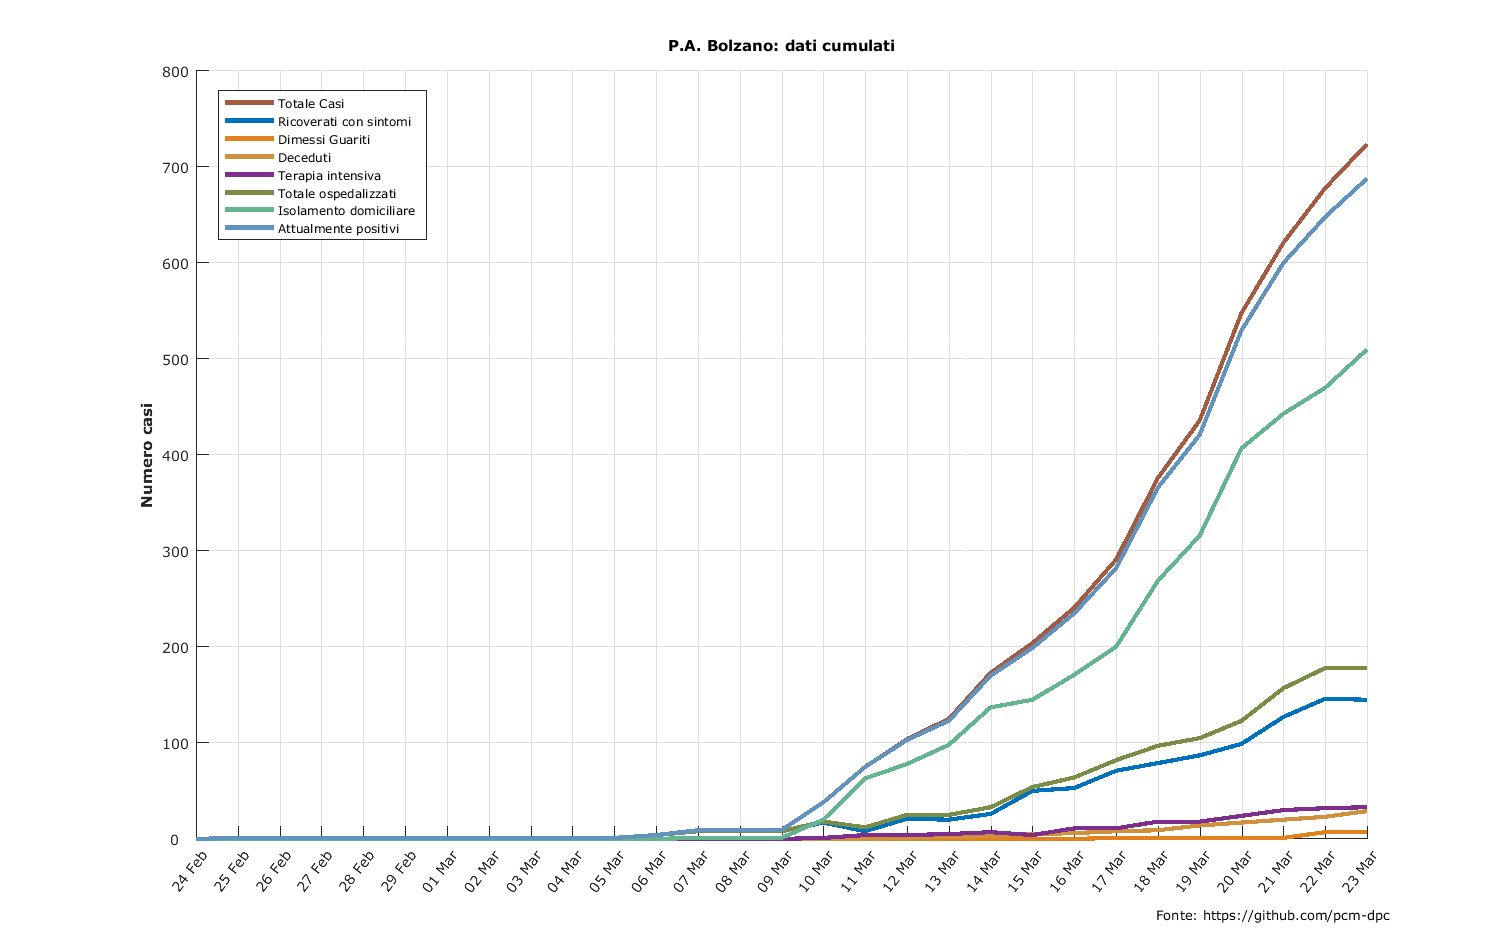 P.A. Bolzano: dati cumulati
800
700
600
500
400
300
200
100
0
Numero casi
Totale Casi
Ricoverati con sintomi
Dimessi Guariti
Deceduti
Terapia intensiva
Totale ospedalizzati
Isolamento domiciliare
Attualmente positivi
24 Feb
25 Feb
26 Feb
27 Feb
28 Feb
29 Feb
01 Mar
02 Mar
03 Mar
04 Mar
05 Mar
06 Mar
07 Mar
08 Mar
09 Mar
10 Mar
11 Mar
12 Mar
13 Mar
14 Mar
15 Mar
16 Mar
17 Mar
18 Mar
19 Mar
20 Mar
21 Mar
22 Mar
23 Mar
Fonte: https://github.com/pcm-dpc